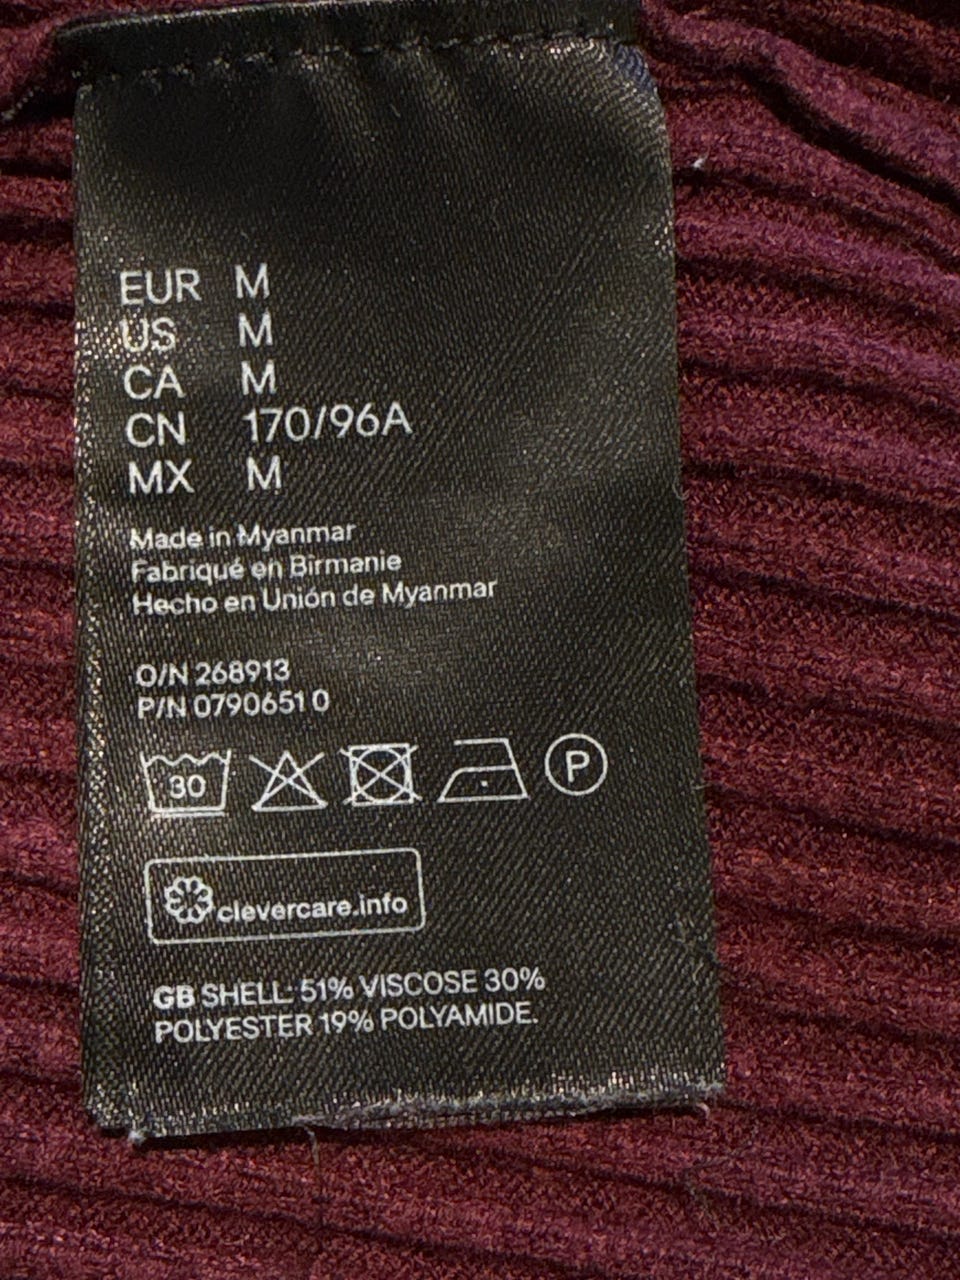 EUR M
US M
CA M
CN 170/96A
MX M
Made in Myanmar
Fabriqué en Birmanie
Hecho en Unión de Myanmar
O/N 268913
P/N 0790651 0
30 P
clevercare.info
GB SHELL: 51% VISCOSE 30%
POLYESTER 19% POLYAMIDE.